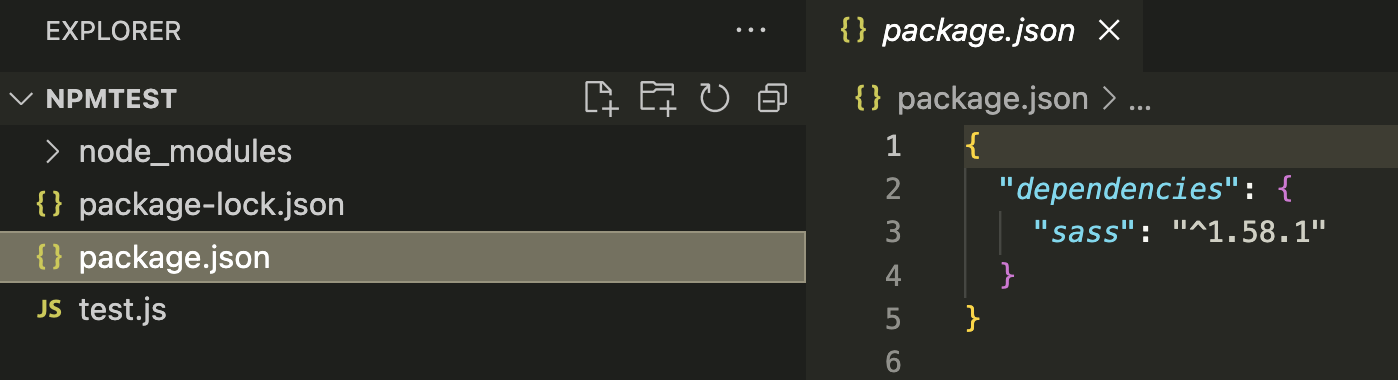 EXPLORER
...
NPMTEST
node_modules
{} package-lock.json
{} package.json
JS test.js
{} package.json
{} package.json > ...
1 {
2 "dependencies": {
3 "sass": "^1.58.1"
4 }
5 }
6